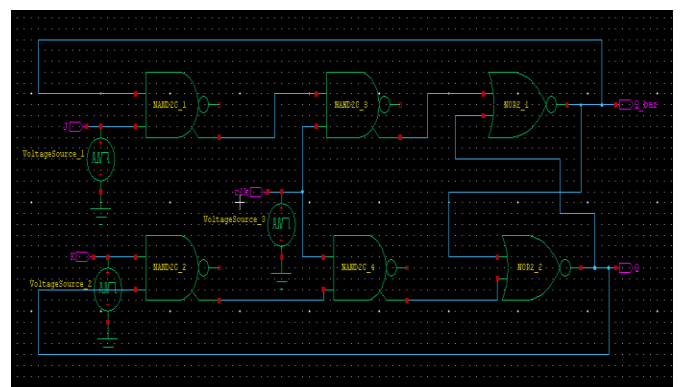 NAND2C_1
NAND2C_3
NOR2_1
Q_bar
J
VoltageSource_1
clk
VoltageSource_3
K
NAND2C_2
NAND2C_4
NOR2_2
Q
VoltageSource_2